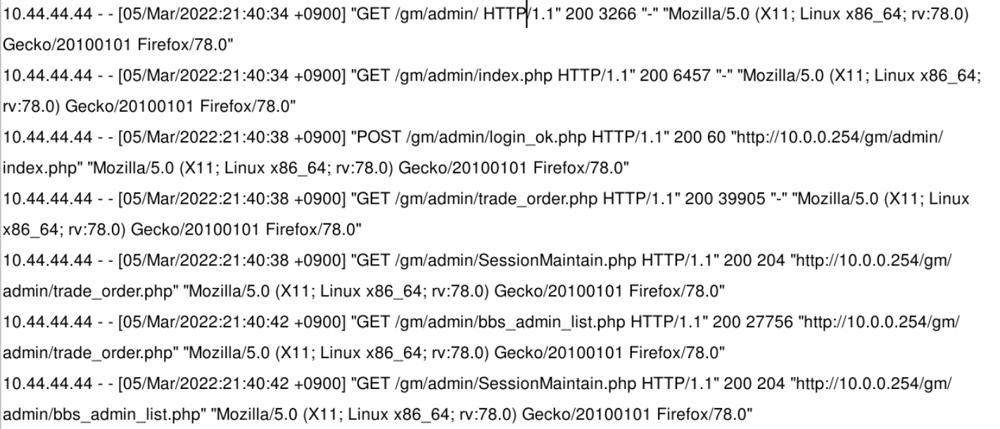 10.44.44.44 - - [05/Mar/2022:21:40:34 +0900] "GET /gm/admin/ HTTP/1.1" 200 3266 "-" "Mozilla/5.0 (X11; Linux x86_64; rv:78.0)
Gecko/20100101 Firefox/78.0"
10.44.44.44 - - [05/Mar/2022:21:40:34 +0900] "GET /gm/admin/index.php HTTP/1.1" 200 6457 "-" "Mozilla/5.0 (X11; Linux x86_64;
rv:78.0) Gecko/20100101 Firefox/78.0"
10.44.44.44 - - [05/Mar/2022:21:40:38 +0900] "POST /gm/admin/login_ok.php HTTP/1.1" 200 60 "http://10.0.0.254/gm/admin/
index.php" "Mozilla/5.0 (X11; Linux x86_64; rv:78.0) Gecko/20100101 Firefox/78.0"
10.44.44.44 - - [05/Mar/2022:21:40:38 +0900] "GET /gm/admin/trade_order.php HTTP/1.1" 200 39905 "-" "Mozilla/5.0 (X11; Linux
x86_64; rv:78.0) Gecko/20100101 Firefox/78.0"
10.44.44.44 - - [05/Mar/2022:21:40:38 +0900] "GET /gm/admin/SessionMaintain.php HTTP/1.1" 200 204 "http://10.0.0.254/gm/
admin/trade_order.php" "Mozilla/5.0 (X11; Linux x86_64; rv:78.0) Gecko/20100101 Firefox/78.0"
10.44.44.44 - - [05/Mar/2022:21:40:42 +0900] "GET /gm/admin/bbs_admin_list.php HTTP/1.1" 200 27756 "http://10.0.0.254/gm/
admin/trade_order.php" "Mozilla/5.0 (X11; Linux x86_64; rv:78.0) Gecko/20100101 Firefox/78.0"
10.44.44.44 - - [05/Mar/2022:21:40:42 +0900] "GET /gm/admin/SessionMaintain.php HTTP/1.1" 200 204 "http://10.0.0.254/gm/
admin/bbs_admin_list.php" "Mozilla/5.0 (X11; Linux x86_64; rv:78.0) Gecko/20100101 Firefox/78.0"